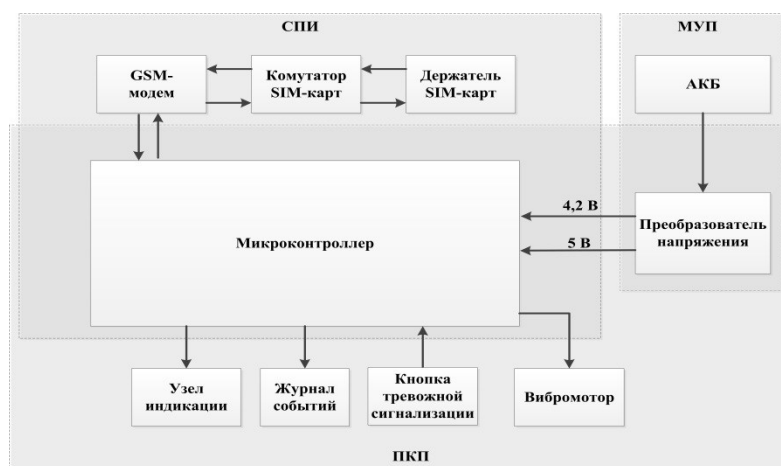 СПИ
МУП
GSM-
модем
Комутатор
SIM-карт
Держатель
SIM-карт
АКБ
Микроконтроллер
4,2 В
5 В
Преобразователь
напряжения
Узел
индикации
Журнал
событий
Кнопка
тревожной
сигнализации
Вибромотор
ПКП